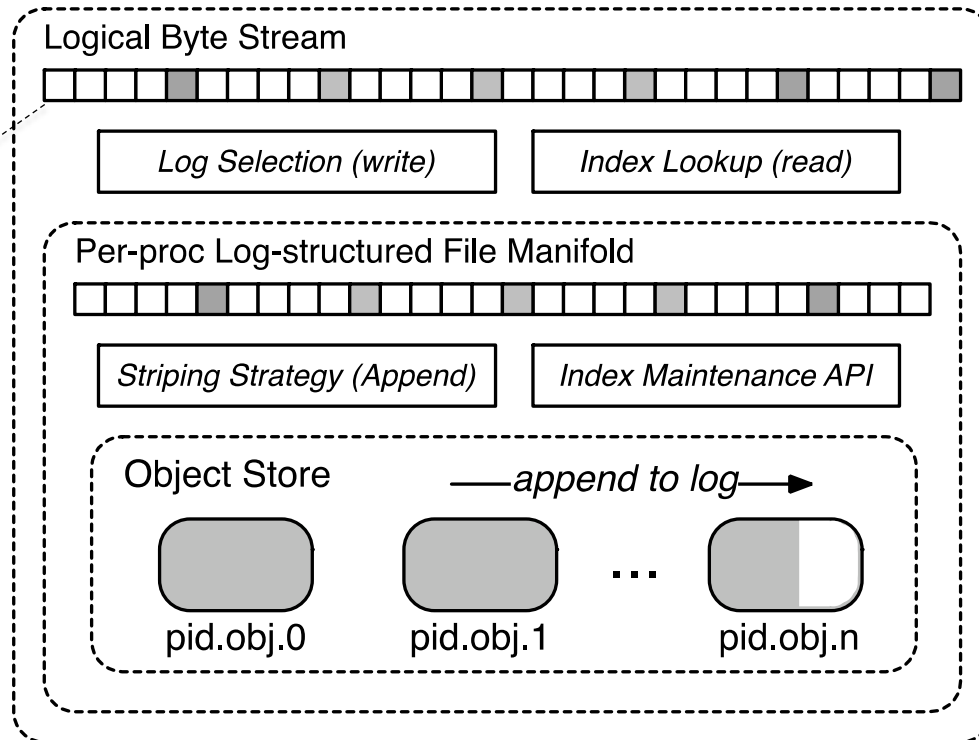 Logical Byte Stream
Log Selection (write)
Index Lookup (read)
Per-proc Log-structured File Manifold
Striping Strategy (Append)
Index Maintenance API
Object Store
append to log
...
pid.obj.0
pid.obj.1
pid.obj.n